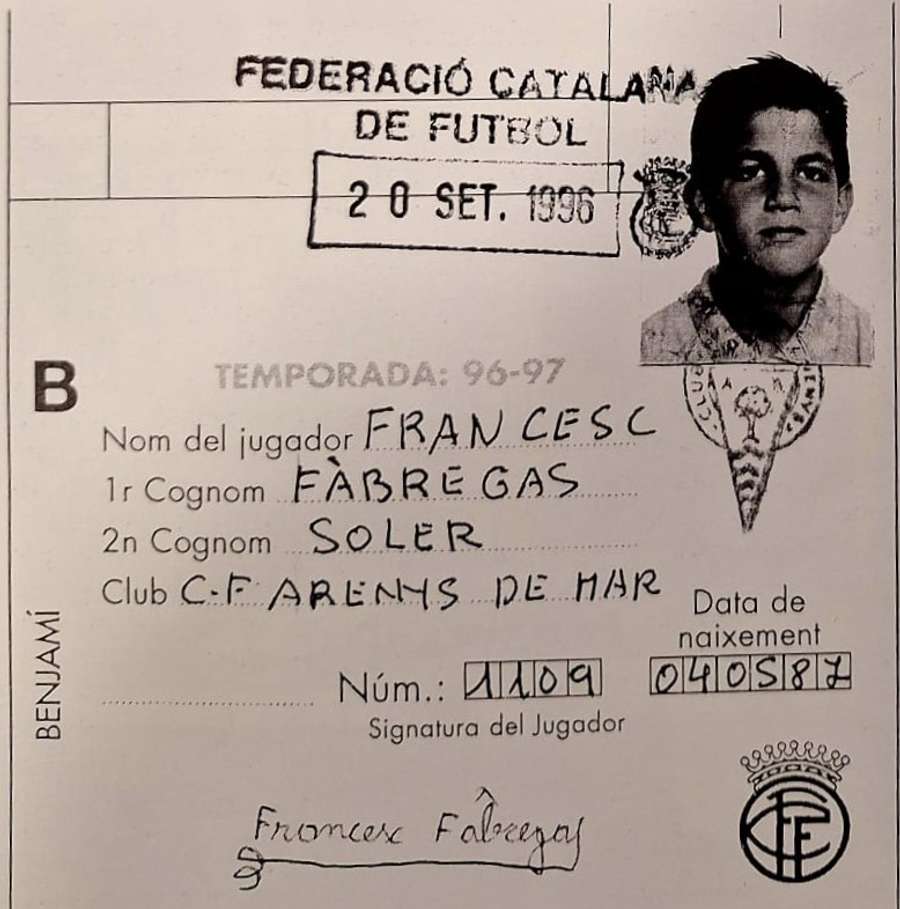 FEDERACIÓ CATALANA
DE FUTBOL
20 SET. 1996
B
TEMPORADA: 96-97
Nom del jugador FRANCESC
1r Cognom FÀBREGAS
2n Cognom SOLER
Club C.F ARENYS DE MAR
BENJAMÍ
Data de
naixement
Núm.: 1109
040587
Signatura del Jugador
Francesc Fàbregas